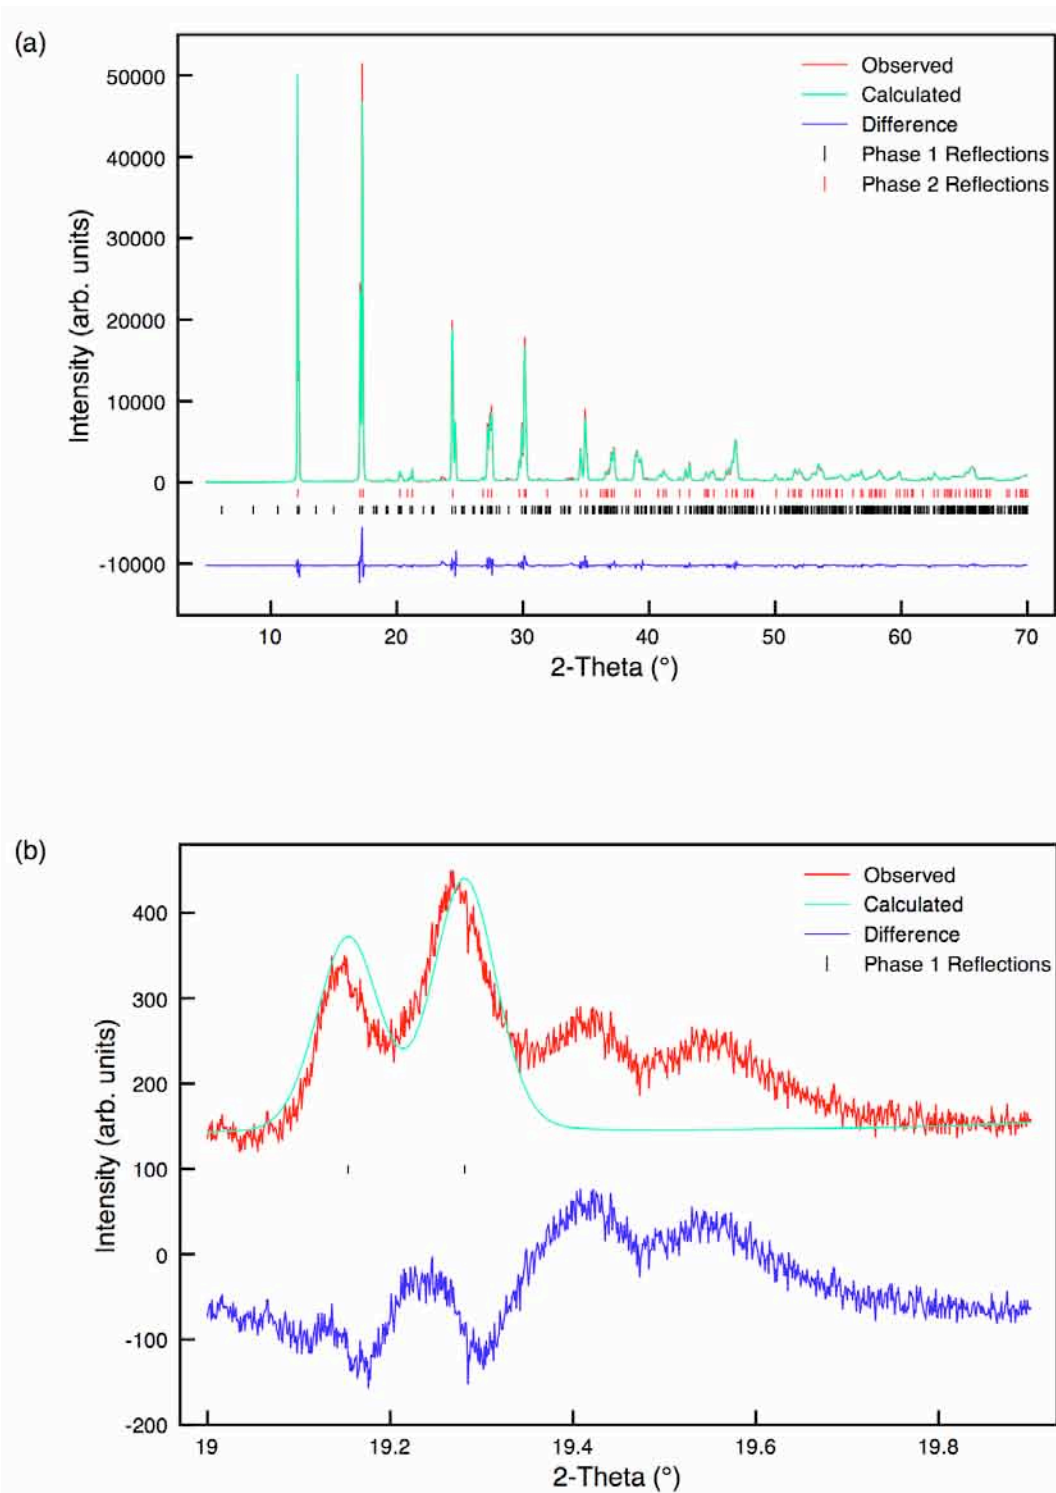 (a)
Observed
Calculated
Difference
Phase 1 Reflections
Phase 2 Reflections
Intensity (arb. units)
50000
40000
30000
20000
10000
0
-10000
10 20 30 40 50 60 70
2-Theta (°)
(b)
Observed
Calculated
Difference
Phase 1 Reflections
Intensity (arb. units)
400
300
200
100
0
-100
-200
19 19.2 19.4 19.6 19.8
2-Theta (°)